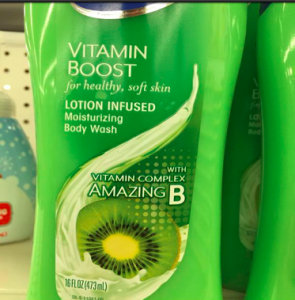 VITAMIN
BOOST
for healthy, soft skin
LOTION INFUSED
Moisturizing
Body Wash
WITH
VITAMIN COMPLEX
AMAZING B
16 FL OZ (473 mL)